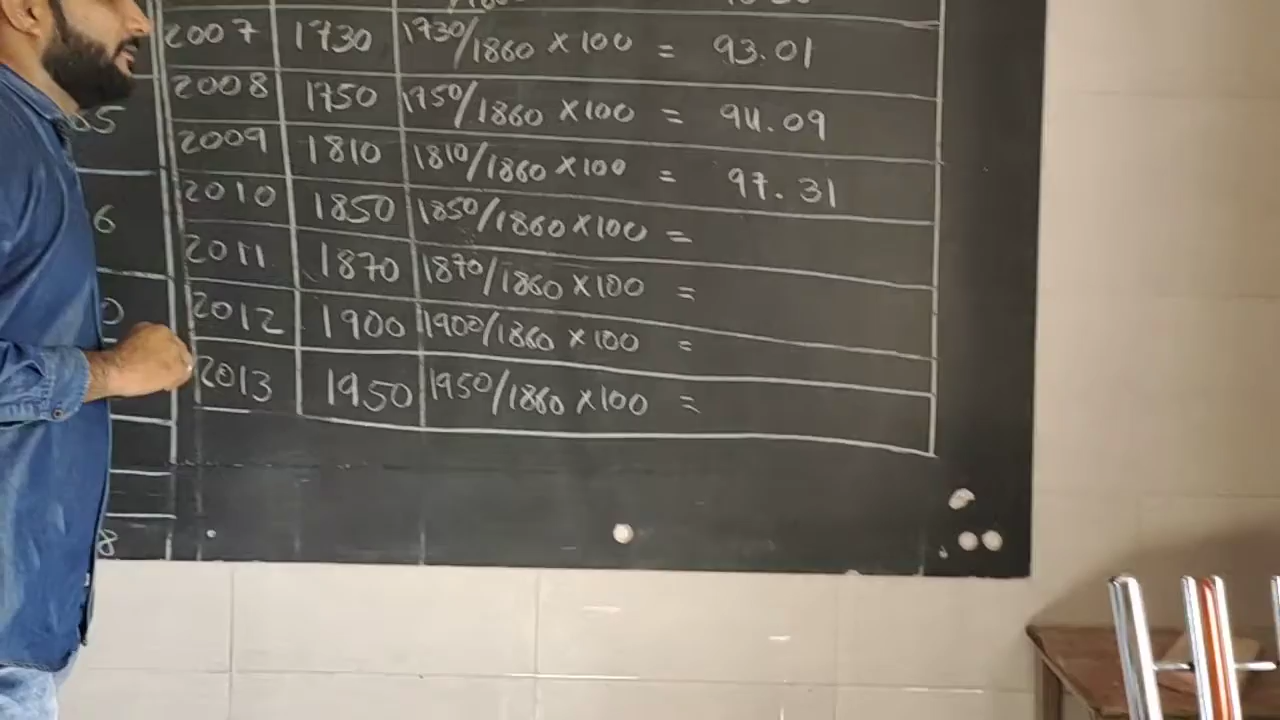 2007 1730 1730/1860 × 100 = 93.01
2008 1750 1750/1860 × 100 = 94.09
2009 1810 1810/1860 × 100 = 97.31
2010 1850 1850/1860 × 100 =
2011 1870 1870/1860 × 100 =
2012 1900 1900/1860 × 100 =
2013 1950 1950/1860 × 100 =